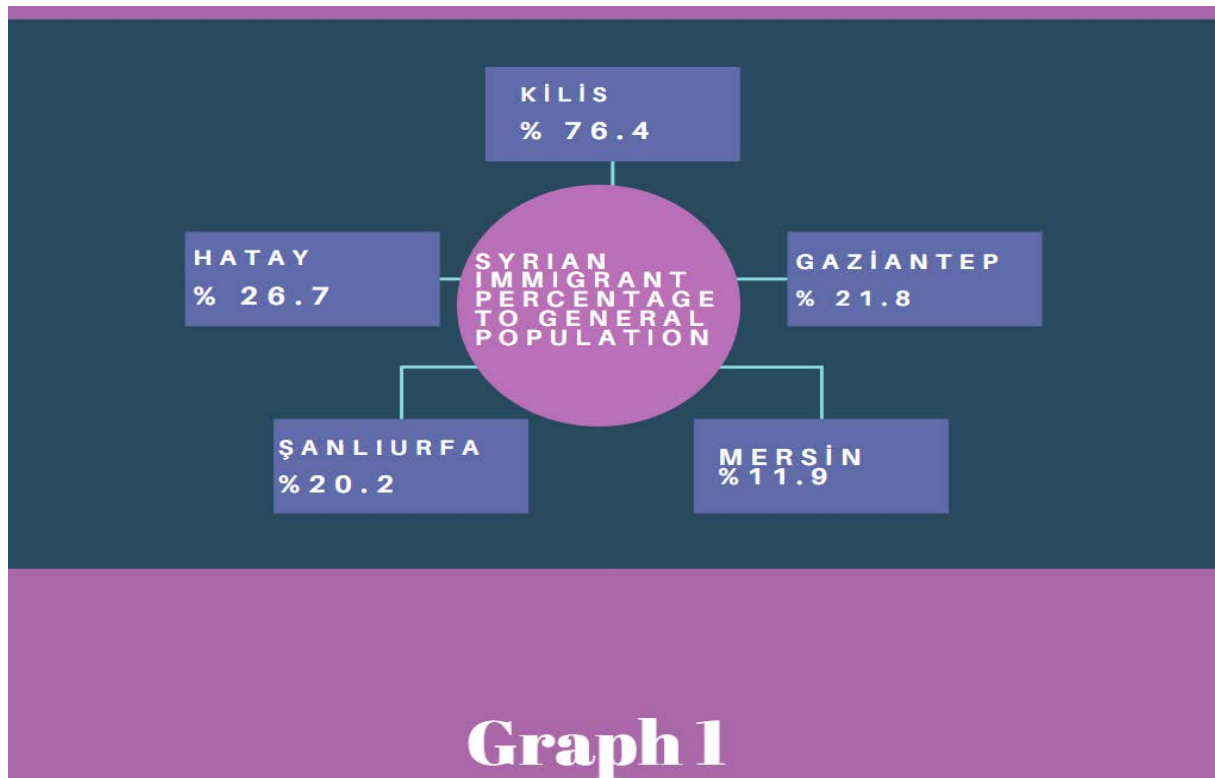 KİLİS
% 76.4
HATAY
% 26.7
SYRIAN
IMMIGRANT
PERCENTAGE
TO GENERAL
POPULATION
GAZİANTEP
% 21.8
ŞANLIURFA
%20.2
MERSİN
%11.9
Graph 1